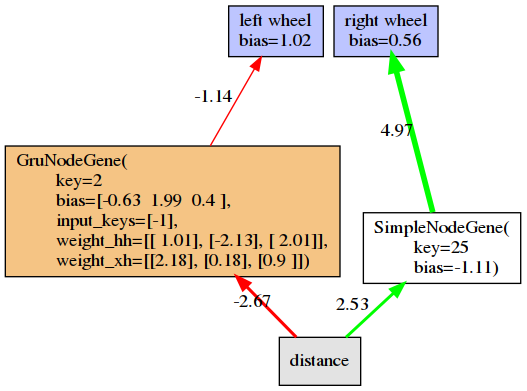 left wheel
bias=1.02
right wheel
bias=0.56
-1.14
4.97
GruNodeGene(
key=2
bias=[-0.63  1.99  0.4 ],
input_keys=[-1],
weight_hh=[[ 1.01], [-2.13], [ 2.01]],
weight_xh=[[2.18], [0.18], [0.9 ]])
SimpleNodeGene(
key=25
bias=-1.11)
-2.67
2.53
distance